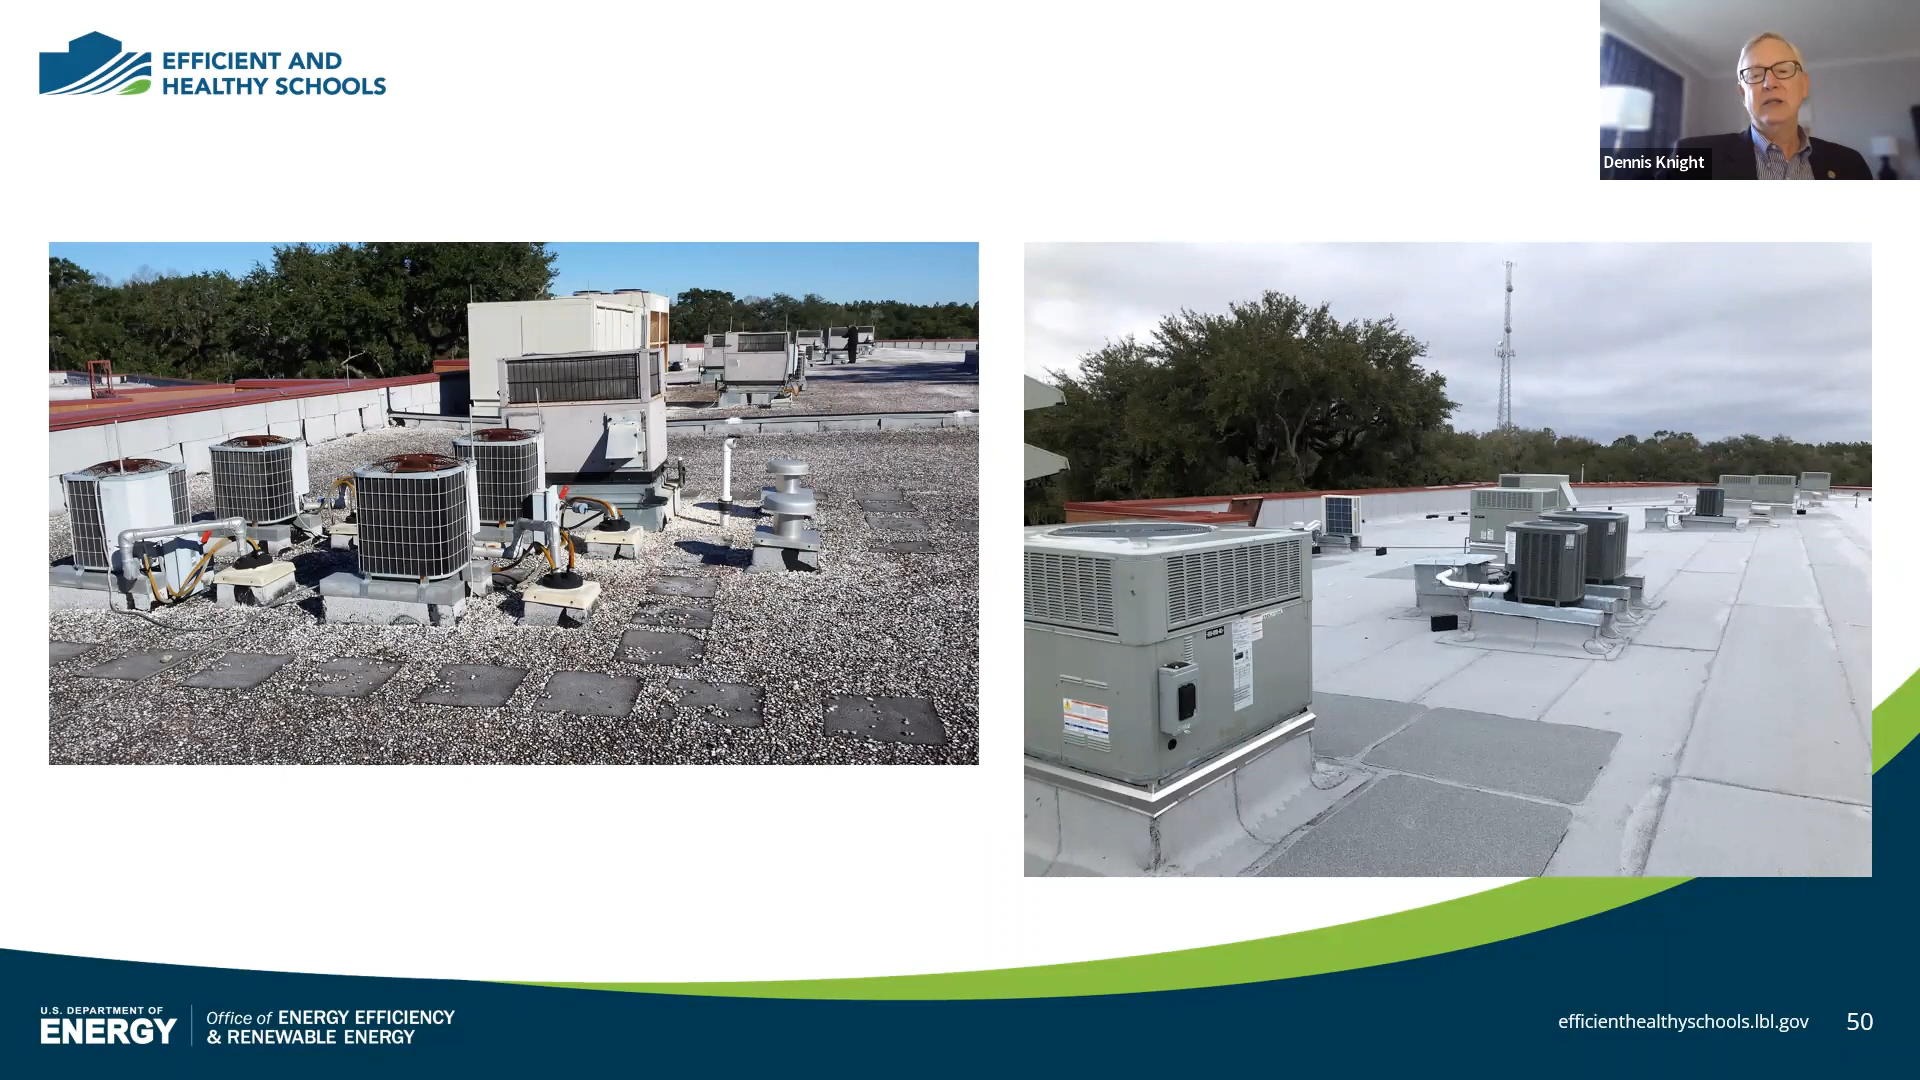 EFFICIENT AND
HEALTHY SCHOOLS
Dennis Knight
U.S. DEPARTMENT OF
ENERGY
Office of ENERGY EFFICIENCY
& RENEWABLE ENERGY
efficienthealthyschools.lbl.gov
50